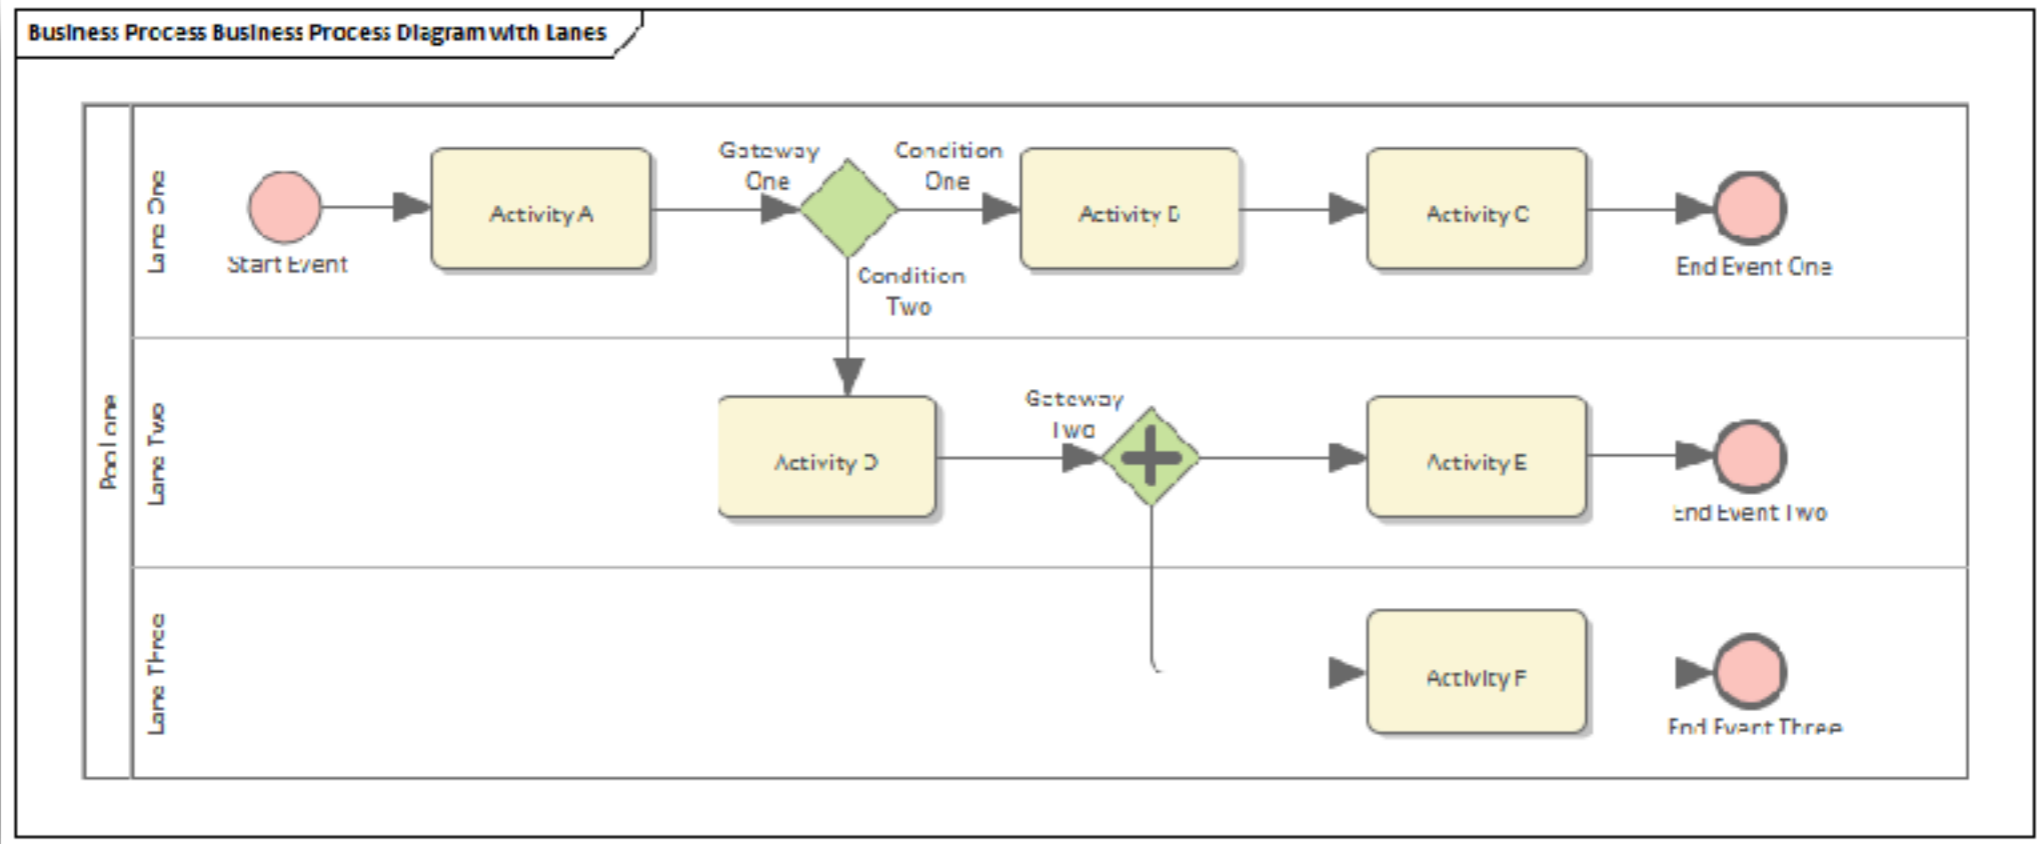 Business Process Business Process Diagram with Lanes
Pool one
Lane One
Start Event
Activity A
Gateway
One
Condition
One
Activity B
Activity C
End Event One
Condition
Two
Lane Two
Activity D
Gateway
Two
Activity E
End Event Two
Lane Three
Activity F
End Event Three